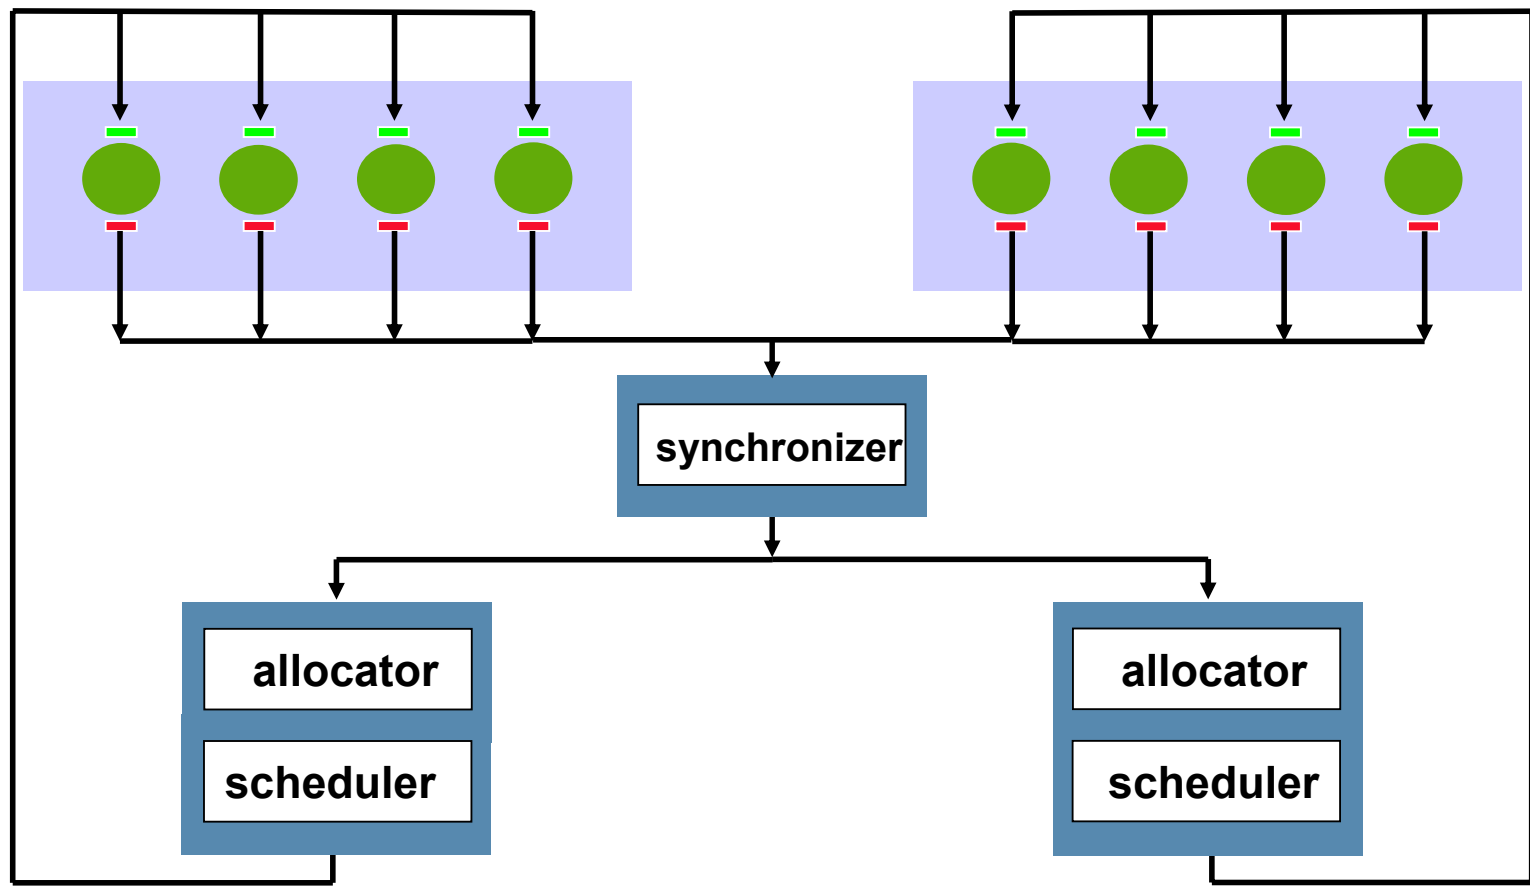 synchronizer
allocator
scheduler
allocator
scheduler